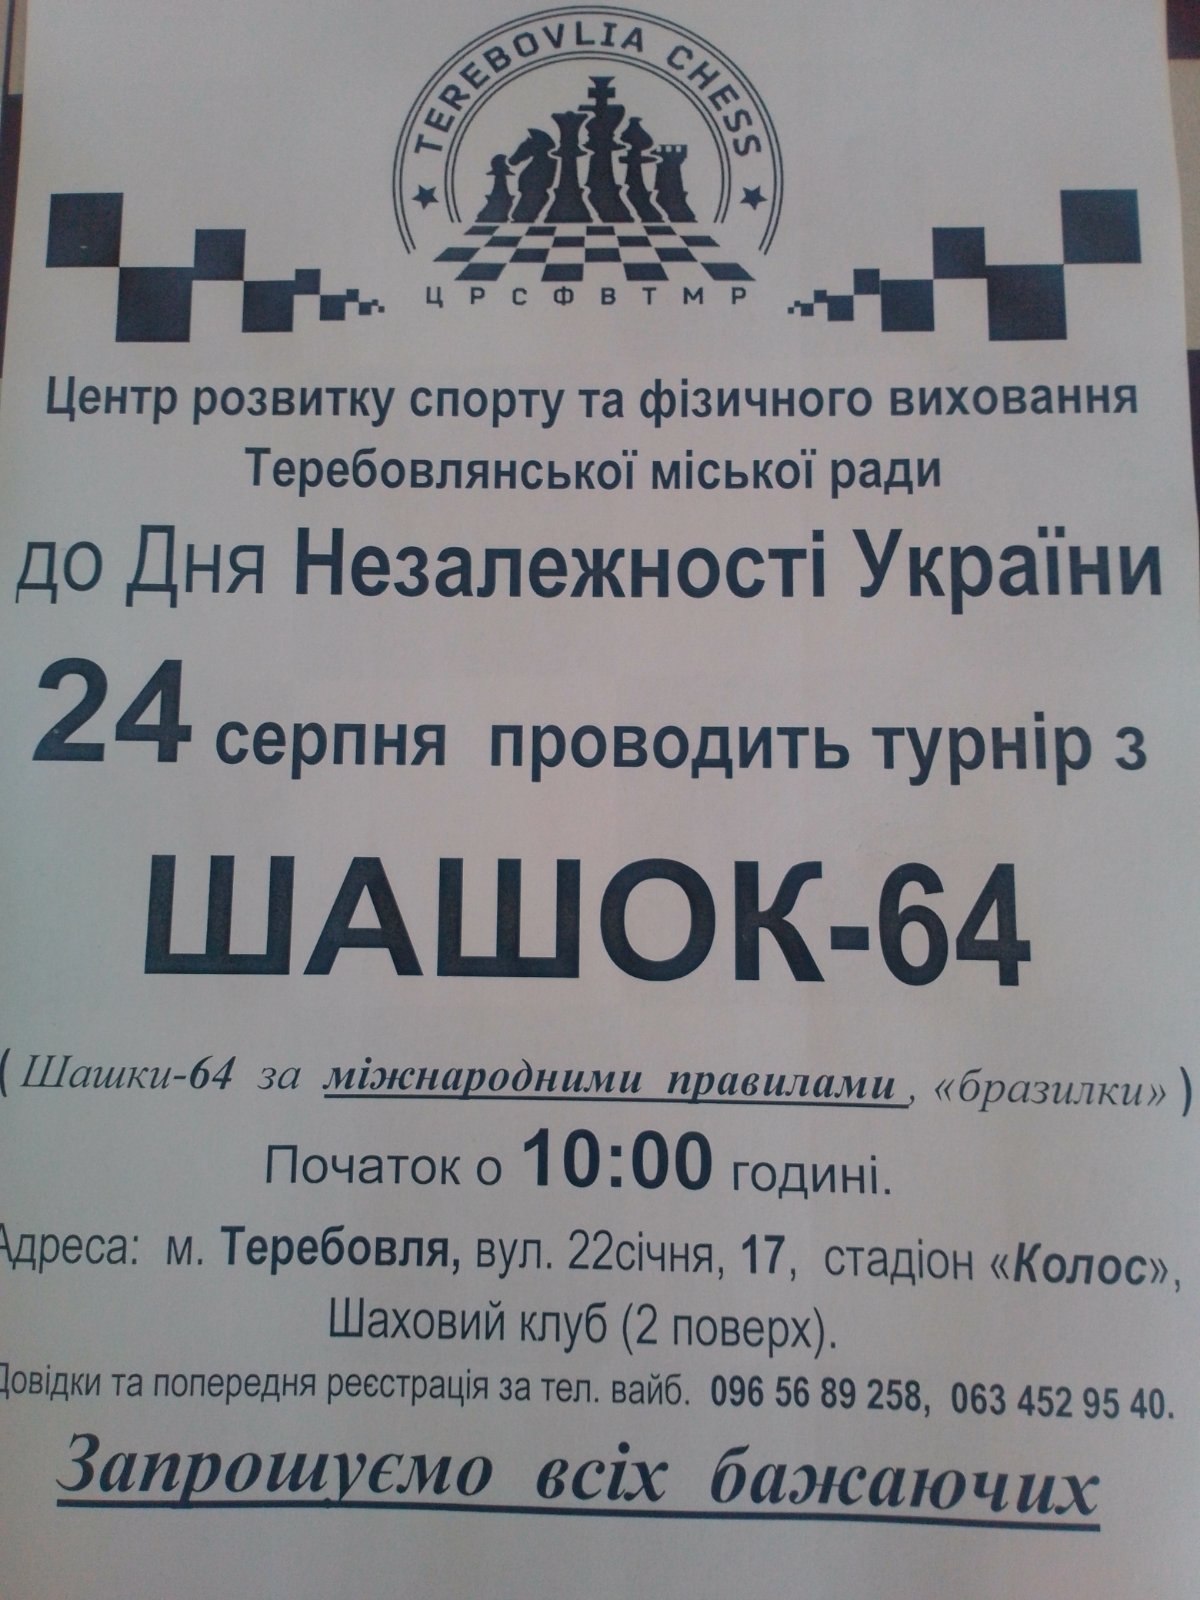 TEREBOVLIA CHESS
ЦРСФВТМР
Центр розвитку спорту та фізичного виховання
Теребовлянської міської ради
до Дня Незалежності України
24 серпня проводить турнір з
ШАШОК-64
( Шашки-64 за міжнародними правилами, «бразилки» )
Початок о 10:00 годині.
Адреса: м. Теребовля, вул. 22січня, 17, стадіон «Колос»,
Шаховий клуб (2 поверх).
Довідки та попередня реєстрація за тел. вайб. 096 56 89 258, 063 452 95 40.
Запрошуємо всіх бажаючих